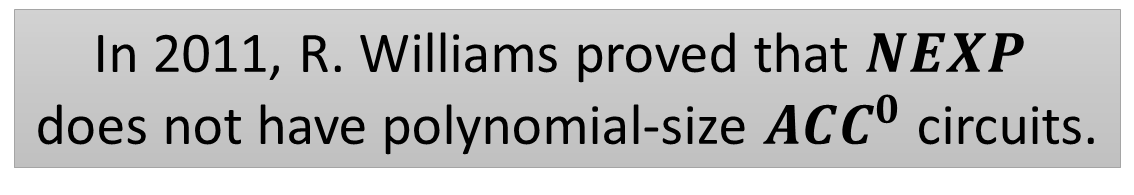 In 2011, R. Williams proved that NEXP
does not have polynomial-size ACC⁰ circuits.